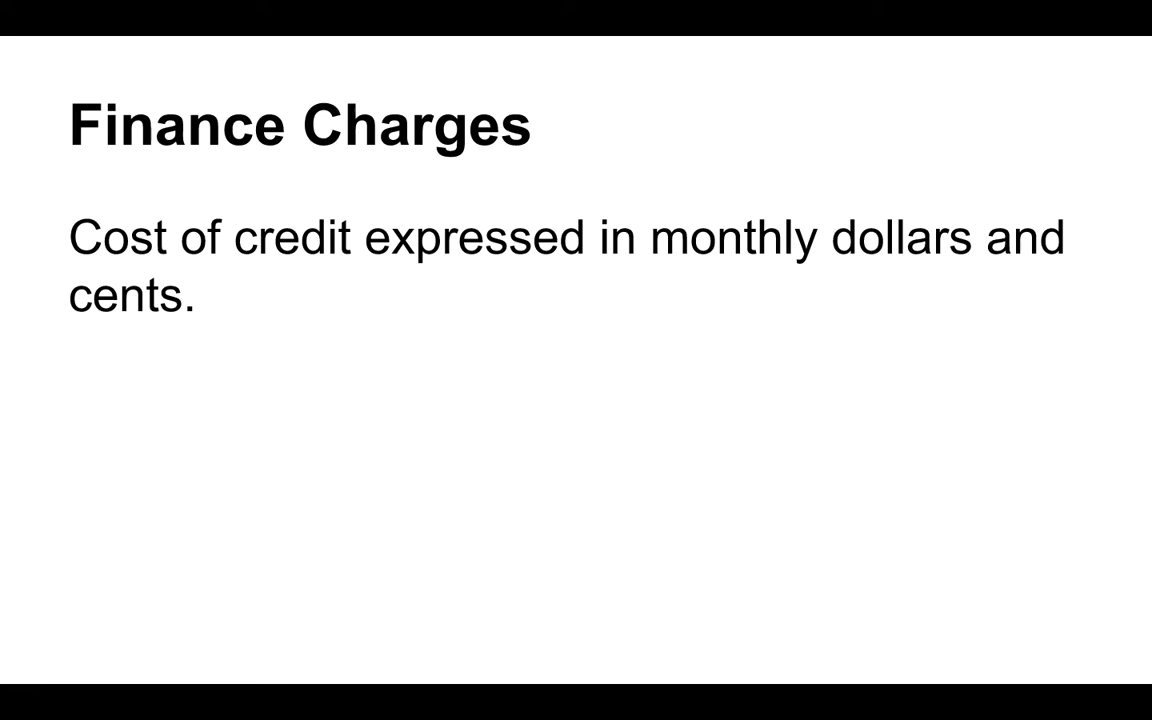 Finance Charges
Cost of credit expressed in monthly dollars and
cents.